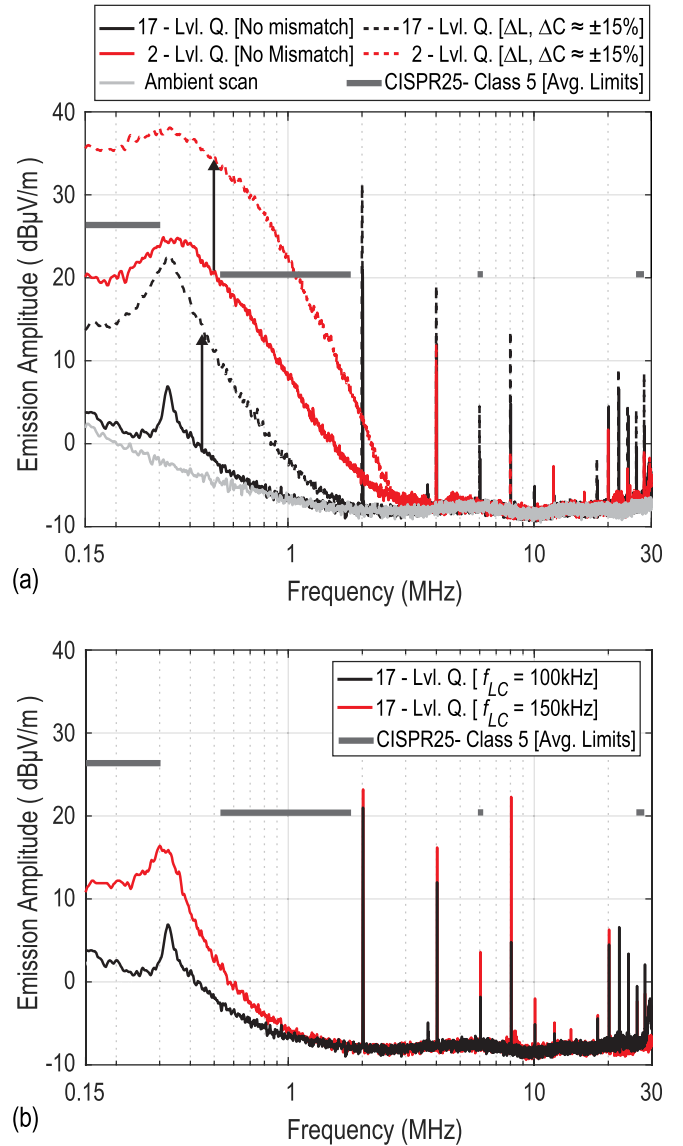 17 - Lvl. Q. [No mismatch] 17 - Lvl. Q. [ΔL, ΔC ≈ ±15%]
2 - Lvl. Q. [No Mismatch] 2 - Lvl. Q. [ΔL, ΔC ≈ ±15%]
Ambient scan CISPR25- Class 5 [Avg. Limits]
40
30
20
10
0
-10
Emission Amplitude ( dBμV/m )
0.15 1 10 30
Frequency (MHz)
(a)
17 - Lvl. Q. [ f_LC = 100kHz]
17 - Lvl. Q. [ f_LC = 150kHz]
CISPR25- Class 5 [Avg. Limits]
40
30
20
10
0
-10
Emission Amplitude ( dBμV/m )
0.15 1 10 30
Frequency (MHz)
(b)